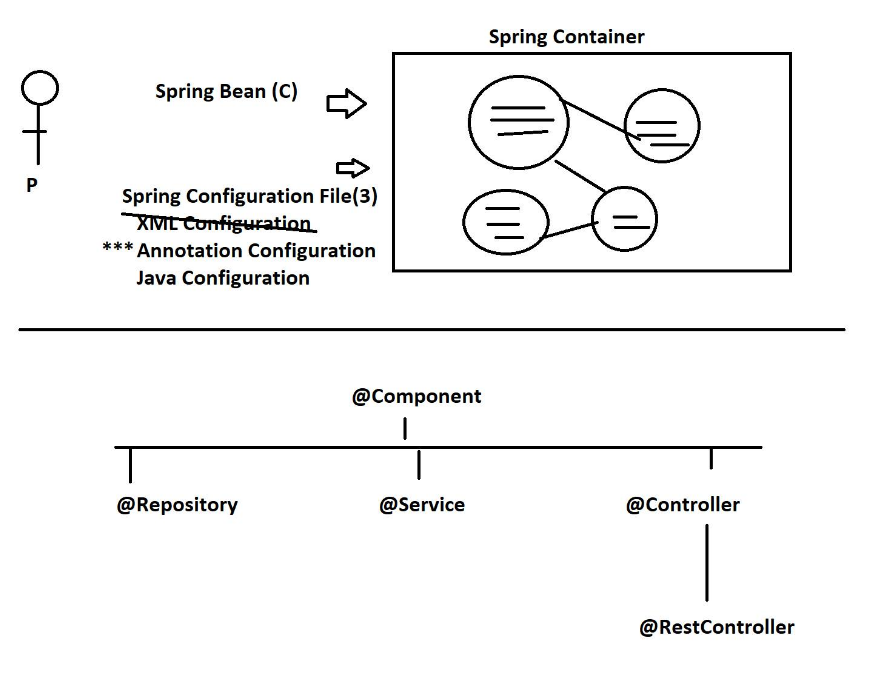 Spring Container
Spring Bean (C)
P
Spring Configuration File(3)
XML Configuration
***Annotation Configuration
Java Configuration
@Component
@Repository
@Service
@Controller
@RestController